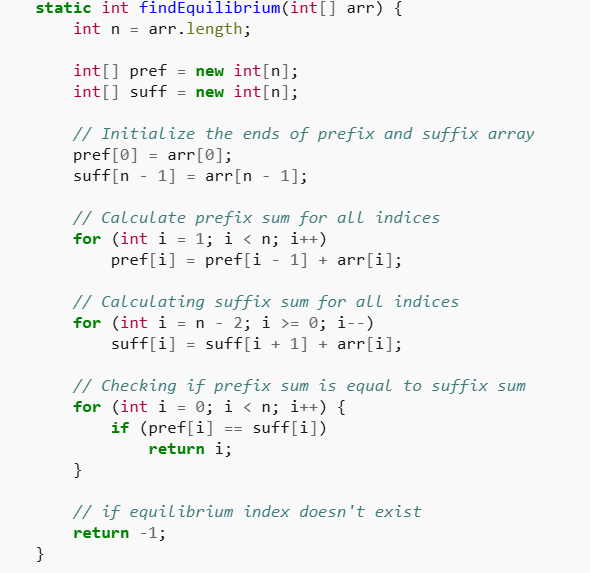 static int findEquilibrium(int[] arr) {
int n = arr.length;
int[] pref = new int[n];
int[] suff = new int[n];
// Initialize the ends of prefix and suffix array
pref[0] = arr[0];
suff[n - 1] = arr[n - 1];
// Calculate prefix sum for all indices
for (int i = 1; i < n; i++)
pref[i] = pref[i - 1] + arr[i];
// Calculating suffix sum for all indices
for (int i = n - 2; i >= 0; i--)
suff[i] = suff[i + 1] + arr[i];
// Checking if prefix sum is equal to suffix sum
for (int i = 0; i < n; i++) {
if (pref[i] == suff[i])
return i;
}
// if equilibrium index doesn't exist
return -1;
}